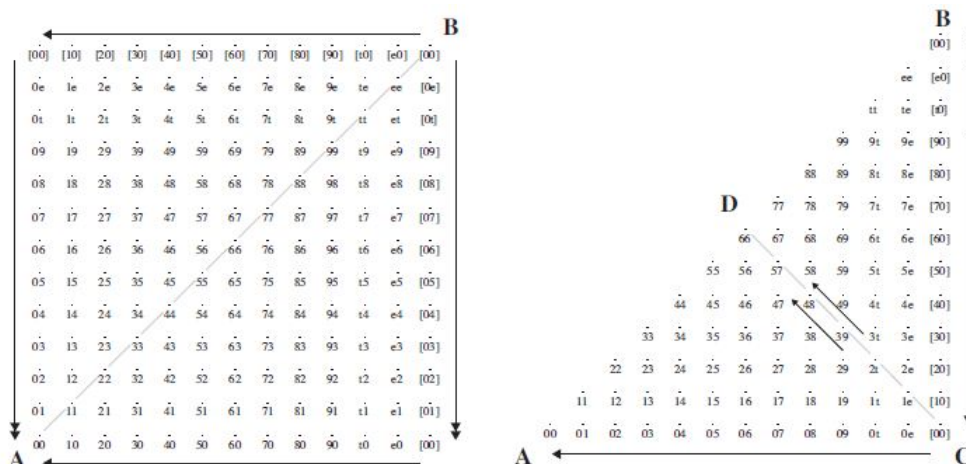 B
[00] [10] [20] [30] [40] [50] [60] [70] [80] [90] [t0] [e0] [00]
0e 1e 2e 3e 4e 5e 6e 7e 8e 9e te ee [0e]
0t 1t 2t 3t 4t 5t 6t 7t 8t 9t tt et [0t]
09 19 29 39 49 59 69 79 89 99 t9 e9 [09]
08 18 28 38 48 58 68 78 88 98 t8 e8 [08]
07 17 27 37 47 57 67 77 87 97 t7 e7 [07]
06 16 26 36 46 56 66 76 86 96 t6 e6 [06]
05 15 25 35 45 55 65 75 85 95 t5 e5 [05]
04 14 24 34 44 54 64 74 84 94 t4 e4 [04]
03 13 23 33 43 53 63 73 83 93 t3 e3 [03]
02 12 22 32 42 52 62 72 82 92 t2 e2 [02]
01 11 21 31 41 51 61 71 81 91 t1 e1 [01]
00 10 20 30 40 50 60 70 80 90 t0 e0 [00]
A
B
[00]
ee [e0]
tt te [t0]
99 9t 9e [90]
88 89 8t 8e [80]
D 77 78 79 7t 7e [70]
66 67 68 69 6t 6e [60]
55 56 57 58 59 5t 5e [50]
44 45 46 47 48 49 4t 4e [40]
33 34 35 36 37 38 39 3t 3e [30]
22 23 24 25 26 27 28 29 2t 2e [20]
11 12 13 14 15 16 17 18 19 1t 1e [10]
00 01 02 03 04 05 06 07 08 09 0t 0e [00]
A C